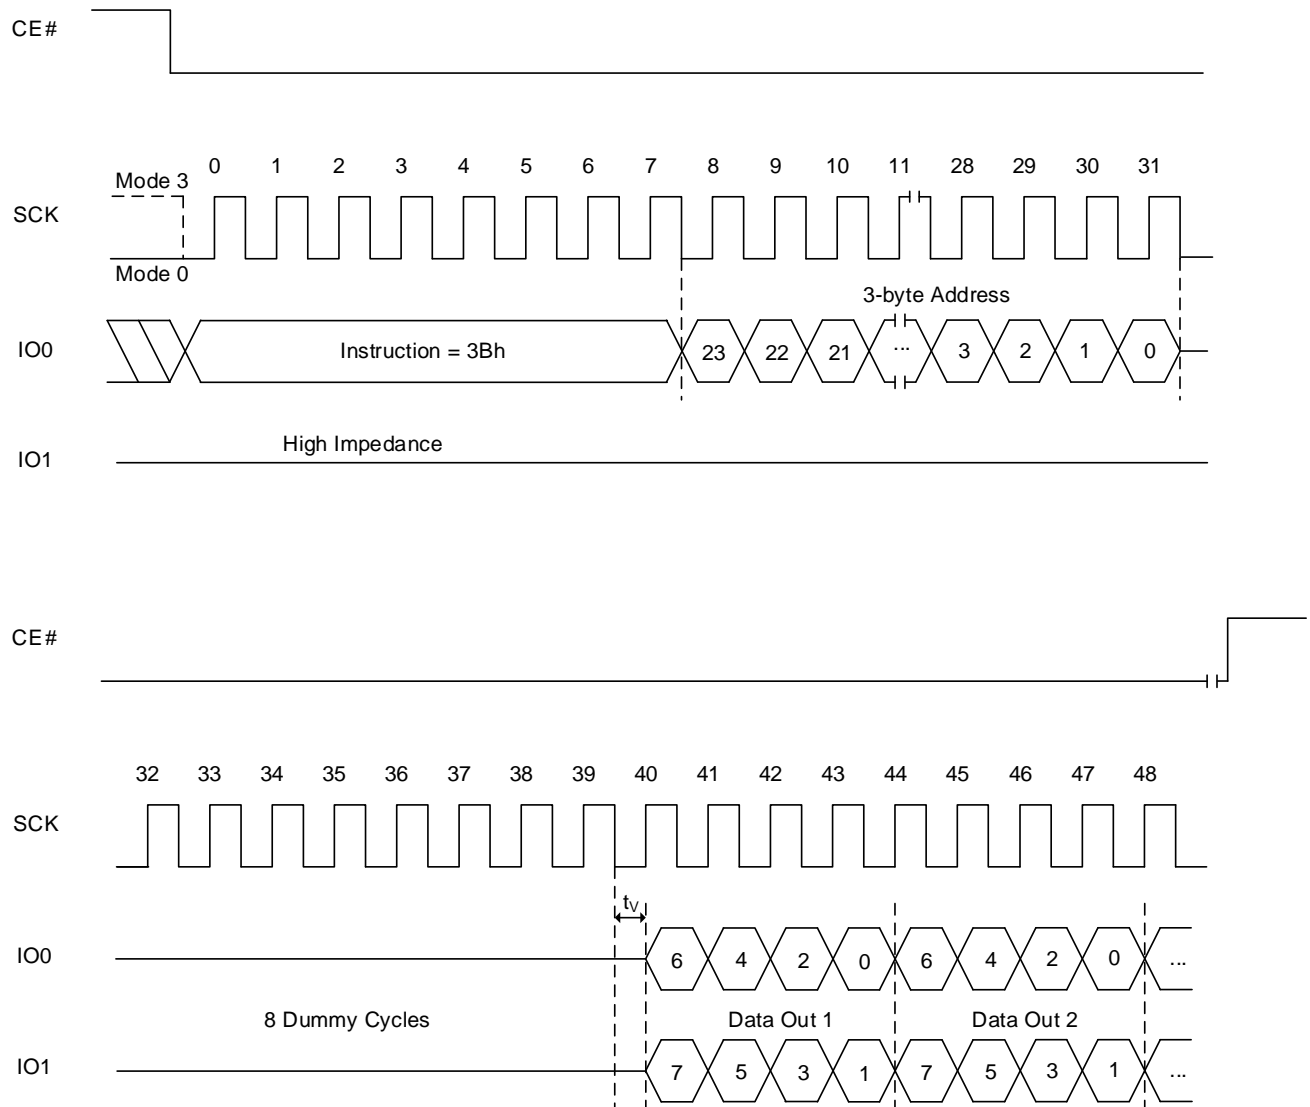 CE#
0 1 2 3 4 5 6 7 8 9 10 11 28 29 30 31
Mode 3
SCK
Mode 0
3-byte Address
IO0 Instruction = 3Bh 23 22 21 ... 3 2 1 0
High Impedance
IO1
CE#
32 33 34 35 36 37 38 39 40 41 42 43 44 45 46 47 48
SCK
tV
IO0 6 4 2 0 6 4 2 0 ...
8 Dummy Cycles Data Out 1 Data Out 2
IO1 7 5 3 1 7 5 3 1 ...